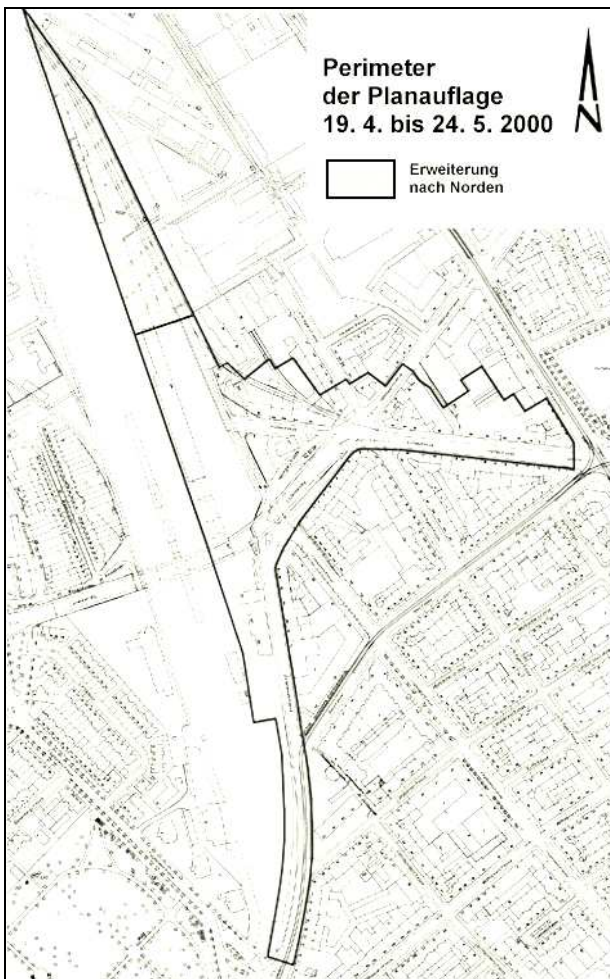 Perimeter
der Planauflage
19. 4. bis 24. 5. 2000
N
Erweiterung
nach Norden